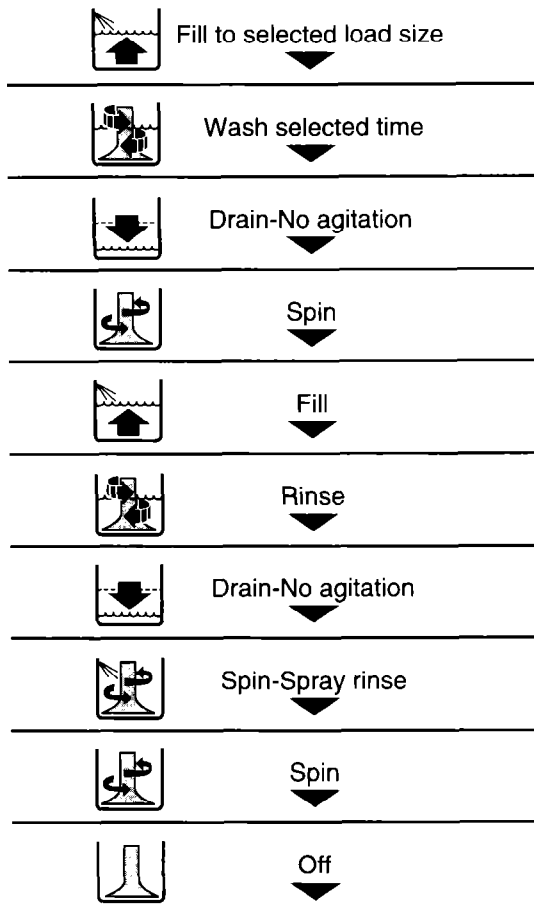 Fill to selected load size
Wash selected time
Drain-No agitation
Spin
Fill
Rinse
Drain-No agitation
Spin-Spray rinse
Spin
Off